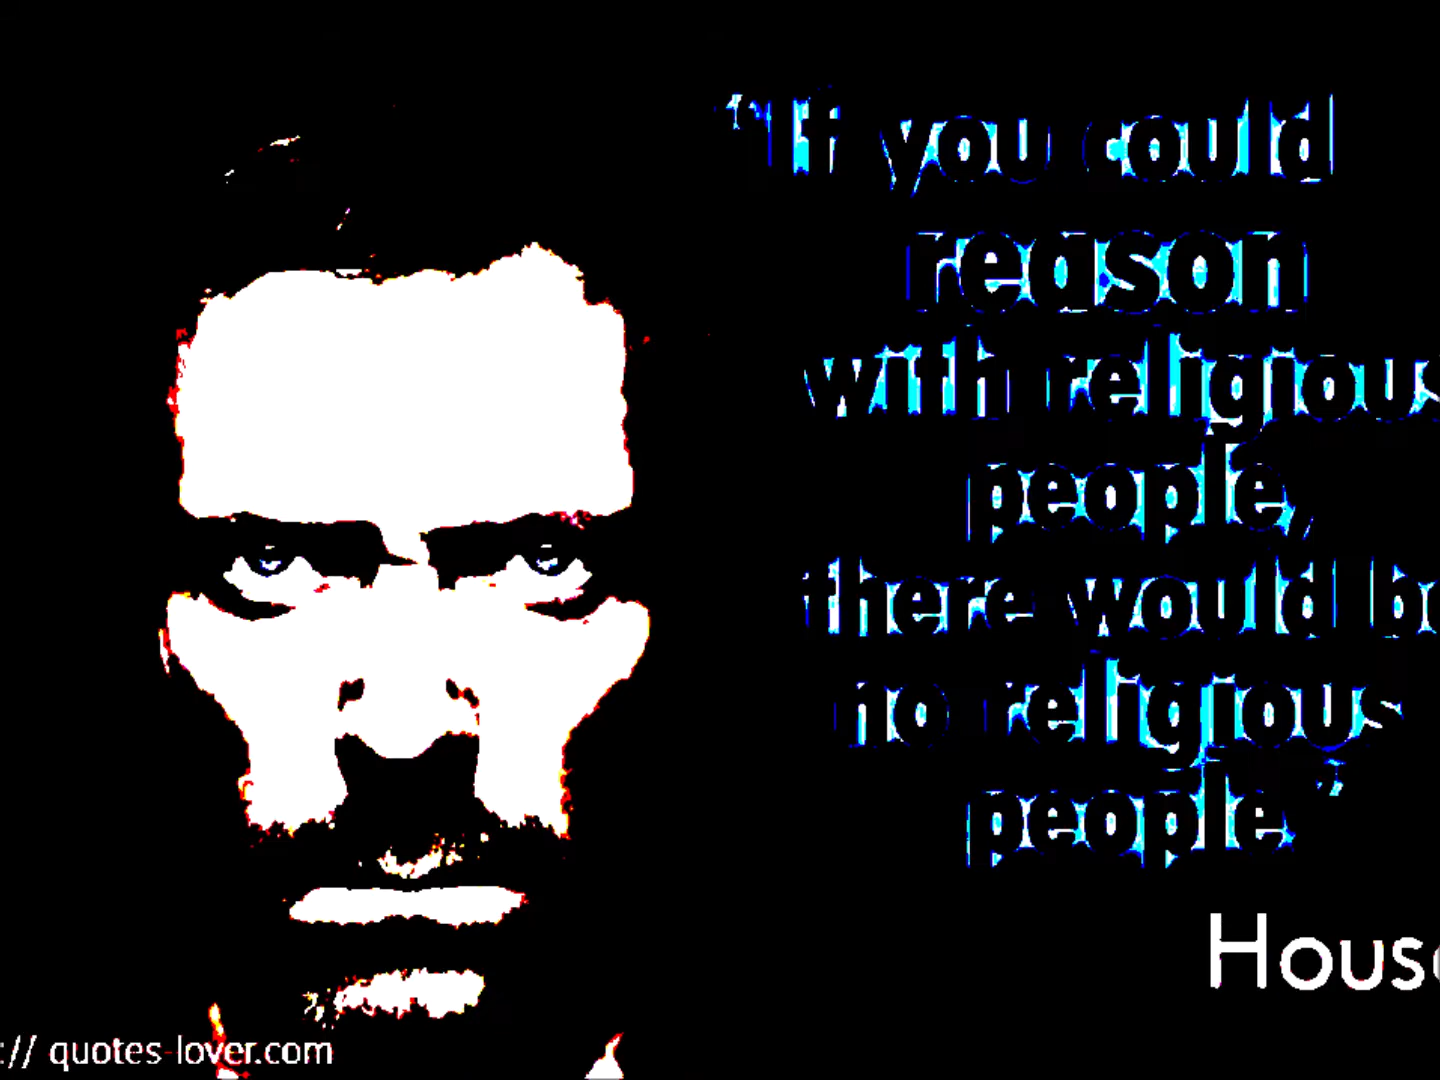 “If you could
reason
with religious
people,
there would be
no religious
people.”
House
:// quotes-lover.com